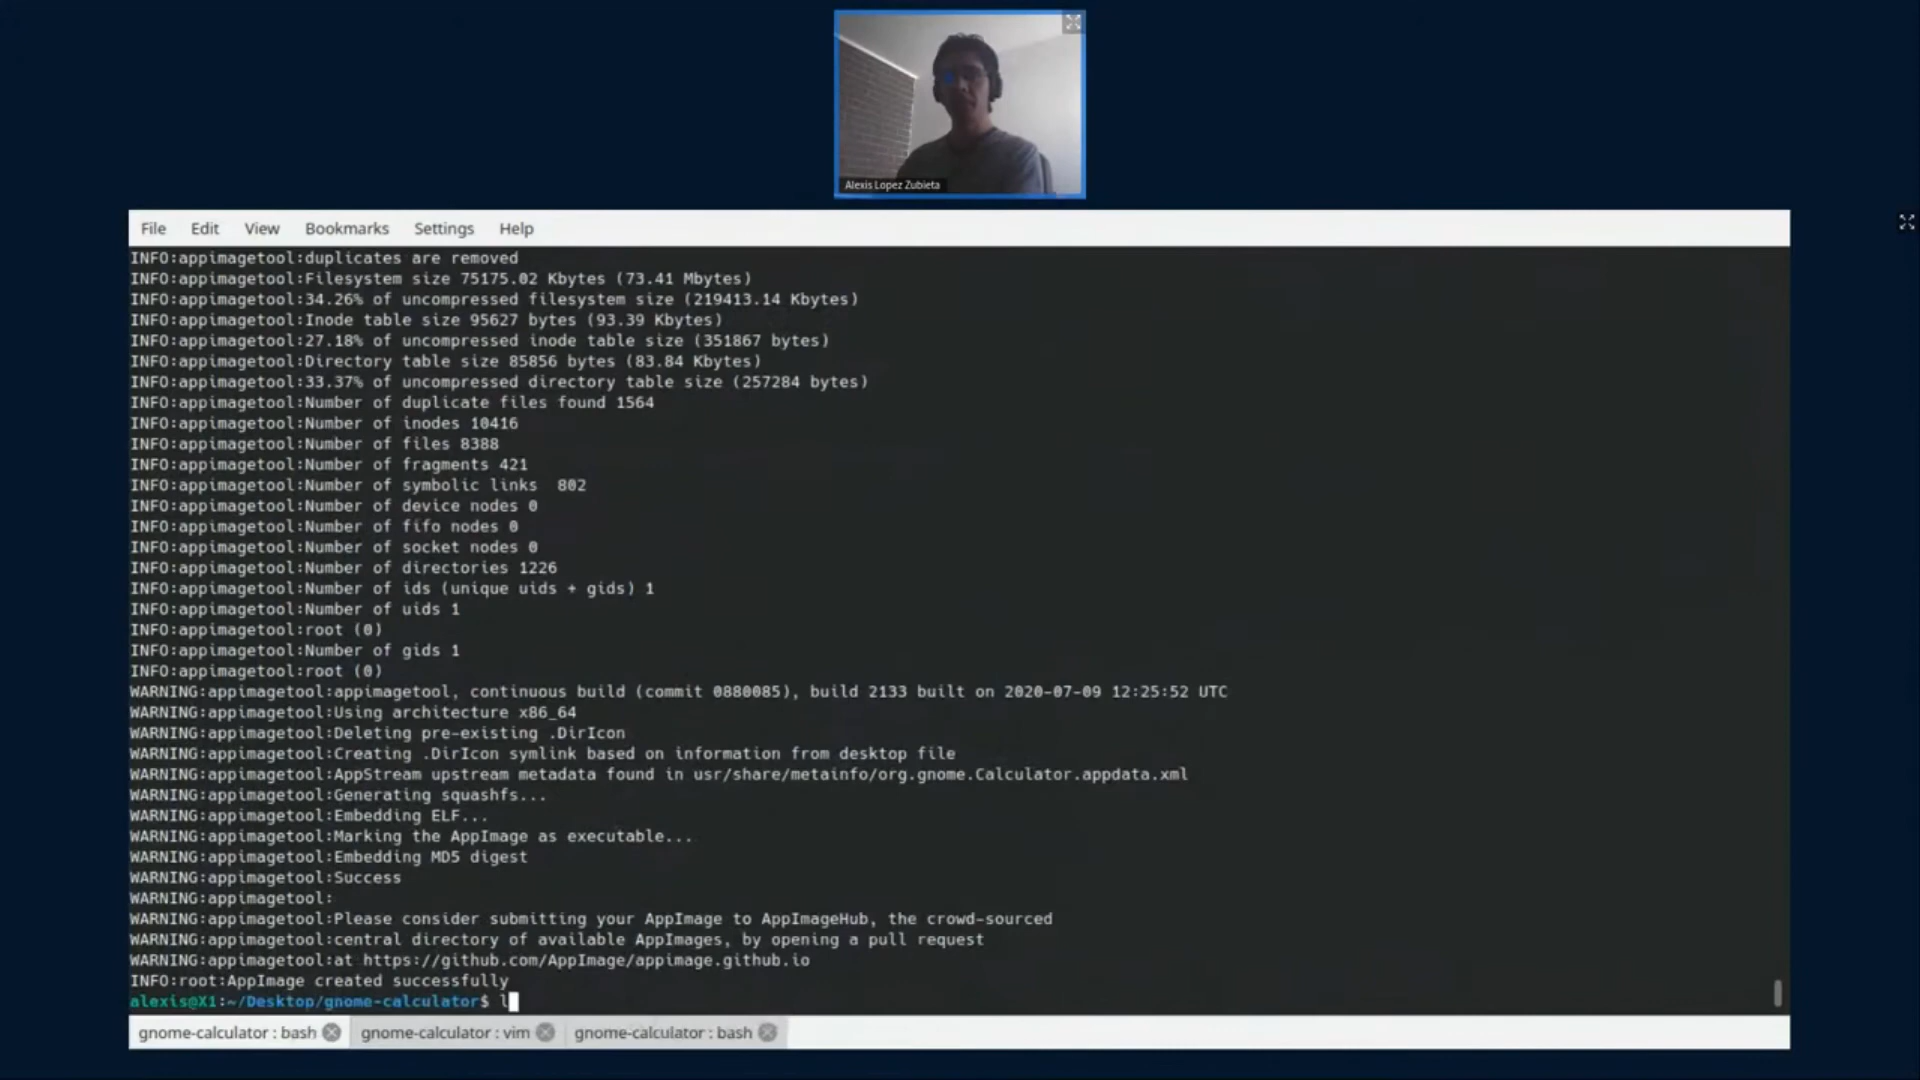 Alexis Lopez Zubieta
File Edit View Bookmarks Settings Help
INFO:appimagetool:duplicates are removed
INFO:appimagetool:Filesystem size 75175.02 Kbytes (73.41 Mbytes)
INFO:appimagetool:34.26% of uncompressed filesystem size (219413.14 Kbytes)
INFO:appimagetool:Inode table size 95627 bytes (93.39 Kbytes)
INFO:appimagetool:27.18% of uncompressed inode table size (351867 bytes)
INFO:appimagetool:Directory table size 85856 bytes (83.84 Kbytes)
INFO:appimagetool:33.37% of uncompressed directory table size (257284 bytes)
INFO:appimagetool:Number of duplicate files found 1564
INFO:appimagetool:Number of inodes 10416
INFO:appimagetool:Number of files 8388
INFO:appimagetool:Number of fragments 421
INFO:appimagetool:Number of symbolic links  802
INFO:appimagetool:Number of device nodes 0
INFO:appimagetool:Number of fifo nodes 0
INFO:appimagetool:Number of socket nodes 0
INFO:appimagetool:Number of directories 1226
INFO:appimagetool:Number of ids (unique uids + gids) 1
INFO:appimagetool:Number of uids 1
INFO:appimagetool:root (0)
INFO:appimagetool:Number of gids 1
INFO:appimagetool:root (0)
WARNING:appimagetool:appimagetool, continuous build (commit 0880085), build 2133 built on 2020-07-09 12:25:52 UTC
WARNING:appimagetool:Using architecture x86_64
WARNING:appimagetool:Deleting pre-existing .DirIcon
WARNING:appimagetool:Creating .DirIcon symlink based on information from desktop file
WARNING:appimagetool:AppStream upstream metadata found in usr/share/metainfo/org.gnome.Calculator.appdata.xml
WARNING:appimagetool:Generating squashfs...
WARNING:appimagetool:Embedding ELF...
WARNING:appimagetool:Marking the AppImage as executable...
WARNING:appimagetool:Embedding MD5 digest
WARNING:appimagetool:Success
WARNING:appimagetool:
WARNING:appimagetool:Please consider submitting your AppImage to AppImageHub, the crowd-sourced
WARNING:appimagetool:central directory of available AppImages, by opening a pull request
WARNING:appimagetool:at https://github.com/AppImage/appimage.github.io
INFO:root:AppImage created successfully
alexis@X1:~/Desktop/gnome-calculator$ l
gnome-calculator : bash gnome-calculator : vim gnome-calculator : bash